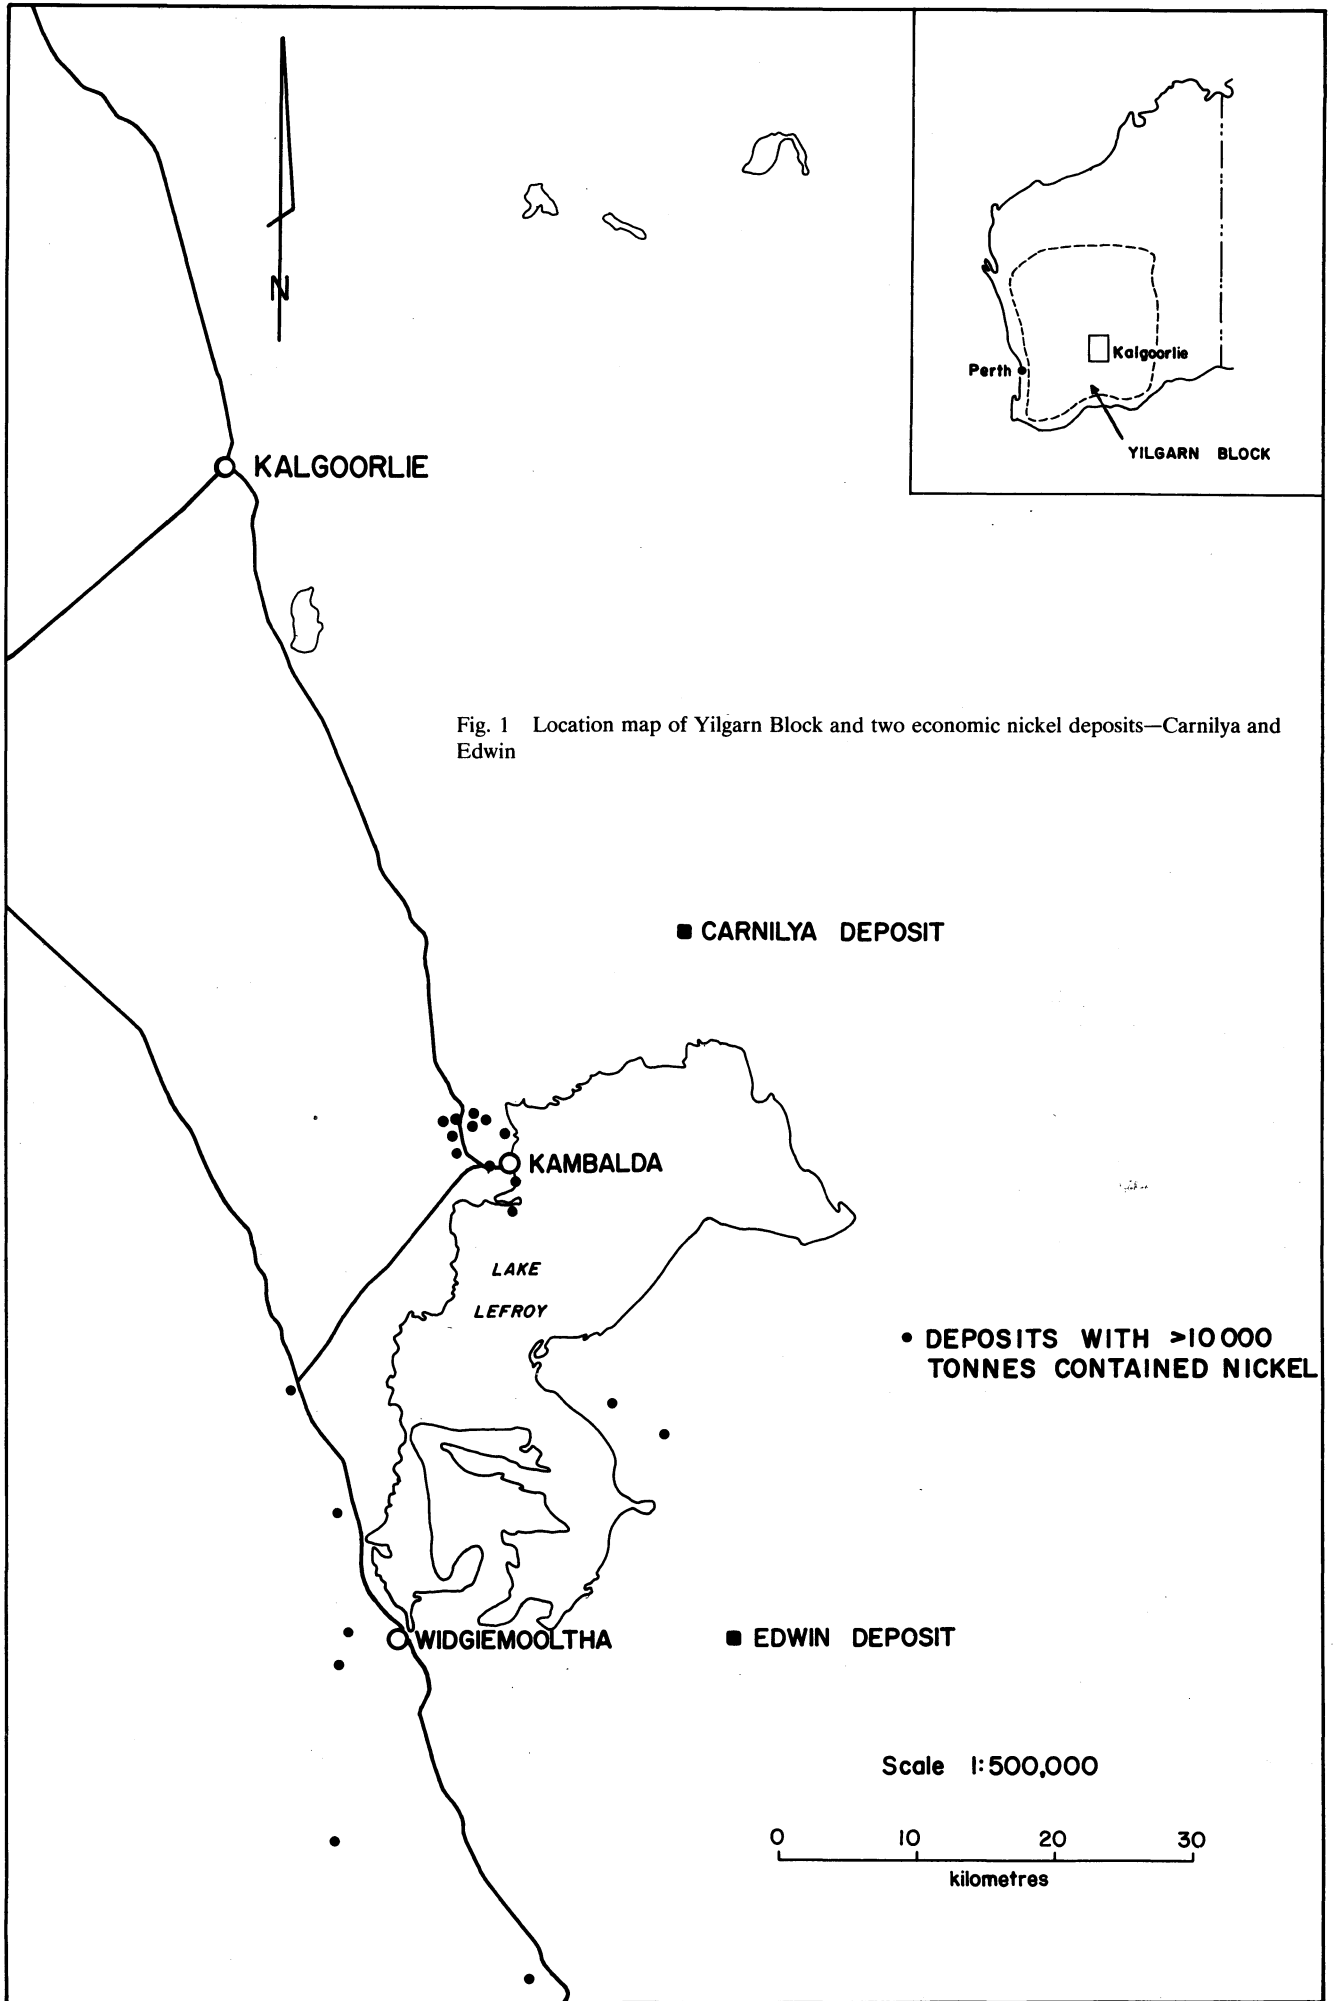 N
Kalgoorlie
Perth
YILGARN BLOCK
KALGOORLIE
Fig. 1 Location map of Yilgarn Block and two economic nickel deposits—Carnilya and
Edwin
CARNILYA DEPOSIT
KAMBALDA
LAKE
LEFROY
DEPOSITS WITH >10 000
TONNES CONTAINED NICKEL
WIDGIEMOOLTHA
EDWIN DEPOSIT
Scale 1:500,000
0 10 20 30
kilometres